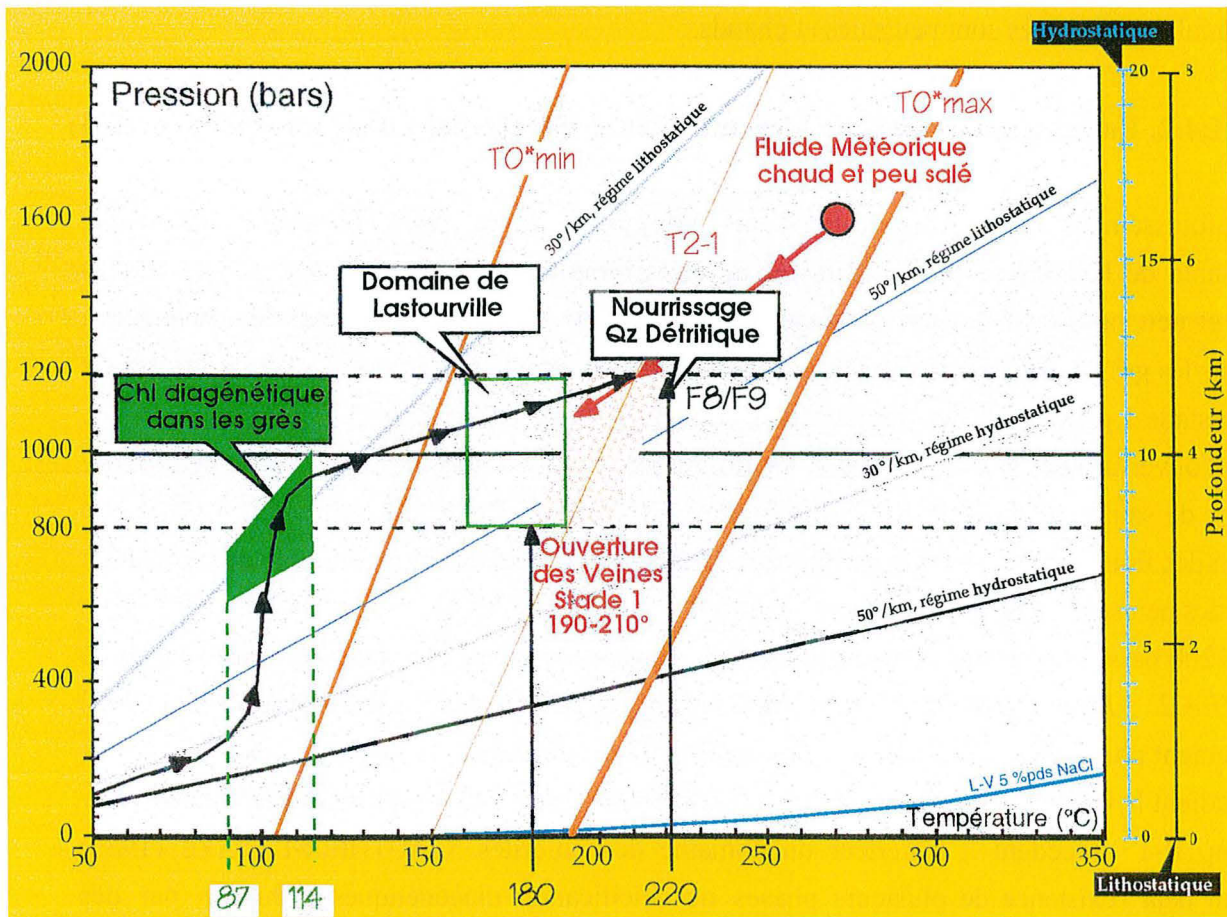 Hydrostatique
Pression (bars)
2000
1600
1200
1000
800
400
0
TO*min
30°/km, régime lithostatique
TO*max
Fluide Météorique
chaud et peu salé
T2-1
50°/km, régime lithostatique
Domaine de
Lastourville
Nourrissage
Qz Détritique
F8/F9
Chl diagénétique
dans les grès
30°/km, régime hydrostatique
Ouverture
des Veines
Stade 1
190-210°
50°/km, régime hydrostatique
L-V 5 %pds NaCl
Température (°C)
50
100
150
200
250
300
350
87
114
180
220
20
15
10
5
0
8
6
4
2
0
Profondeur (km)
Lithostatique